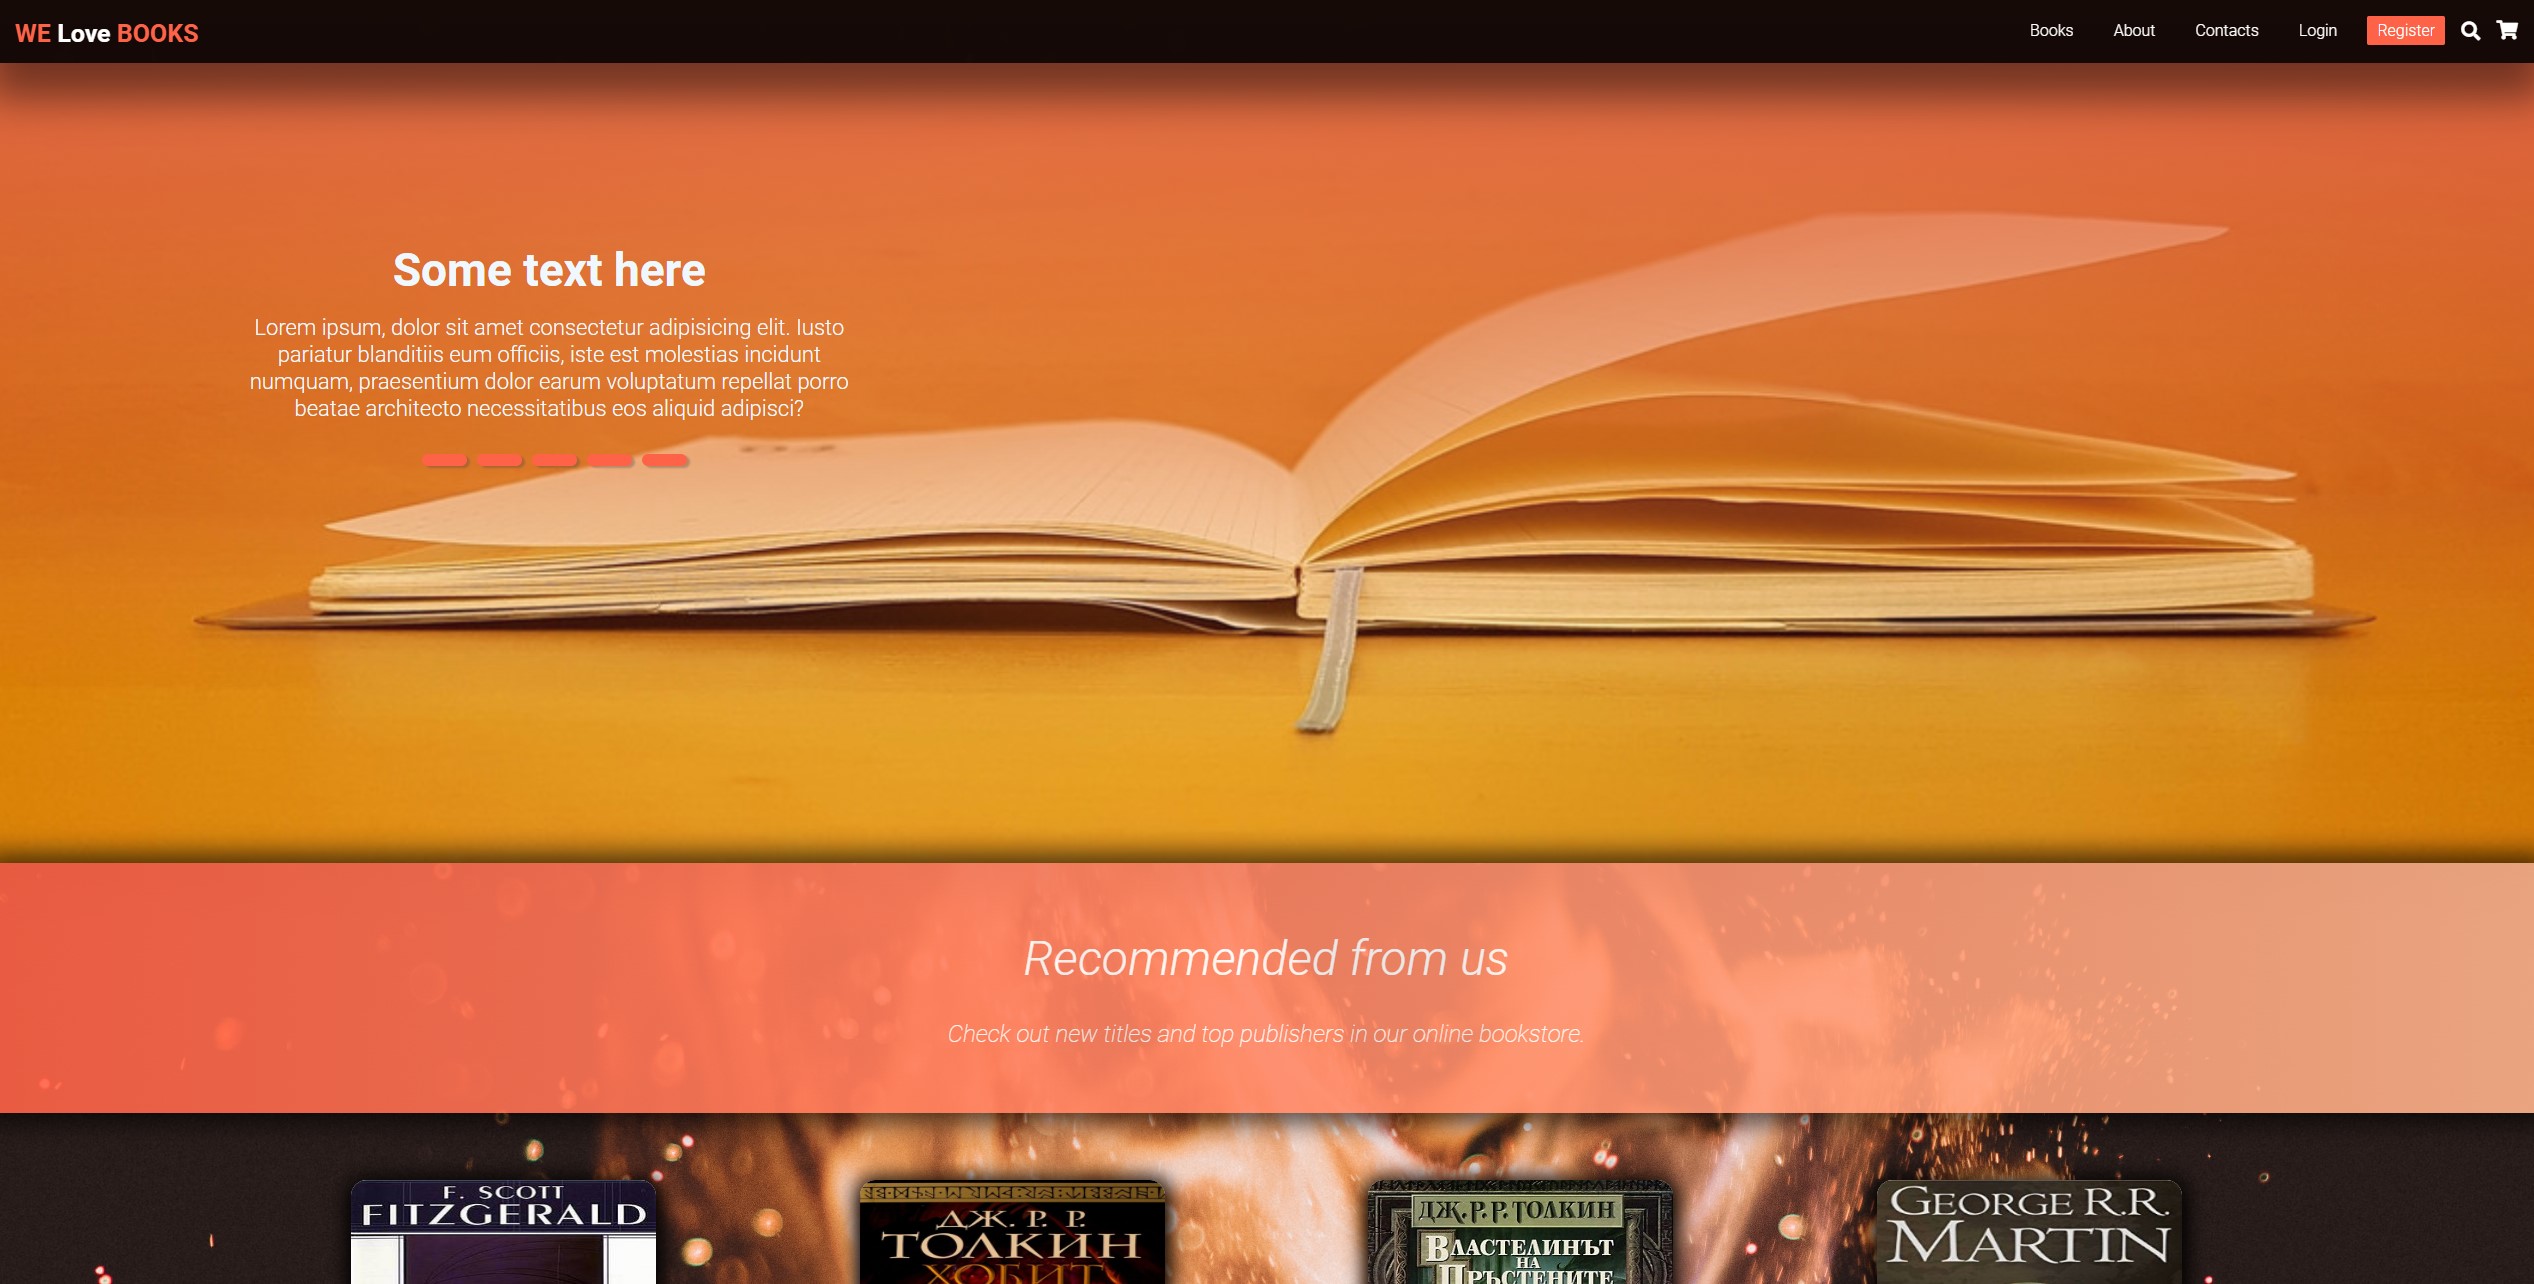 WE Love BOOKS
Books
About
Contacts
Login
Register
Some text here
Lorem ipsum, dolor sit amet consectetur adipisicing elit. Iusto
pariatur blanditiis eum officiis, iste est molestias incidunt
numquam, praesentium dolor earum voluptatum repellat porro
beatae architecto necessitatibus eos aliquid adipisci?
Recommended from us
Check out new titles and top publishers in our online bookstore.
F. SCOTT
FITZGERALD
ДЖ. Р. Р.
ТОЛКИН
ХОБИТ
ДЖ. Р. Р. ТОЛКИН
ВЛАСТЕЛИНЪТ
НА
ПРЪСТЕНИТЕ
GEORGE R.R.
MARTIN